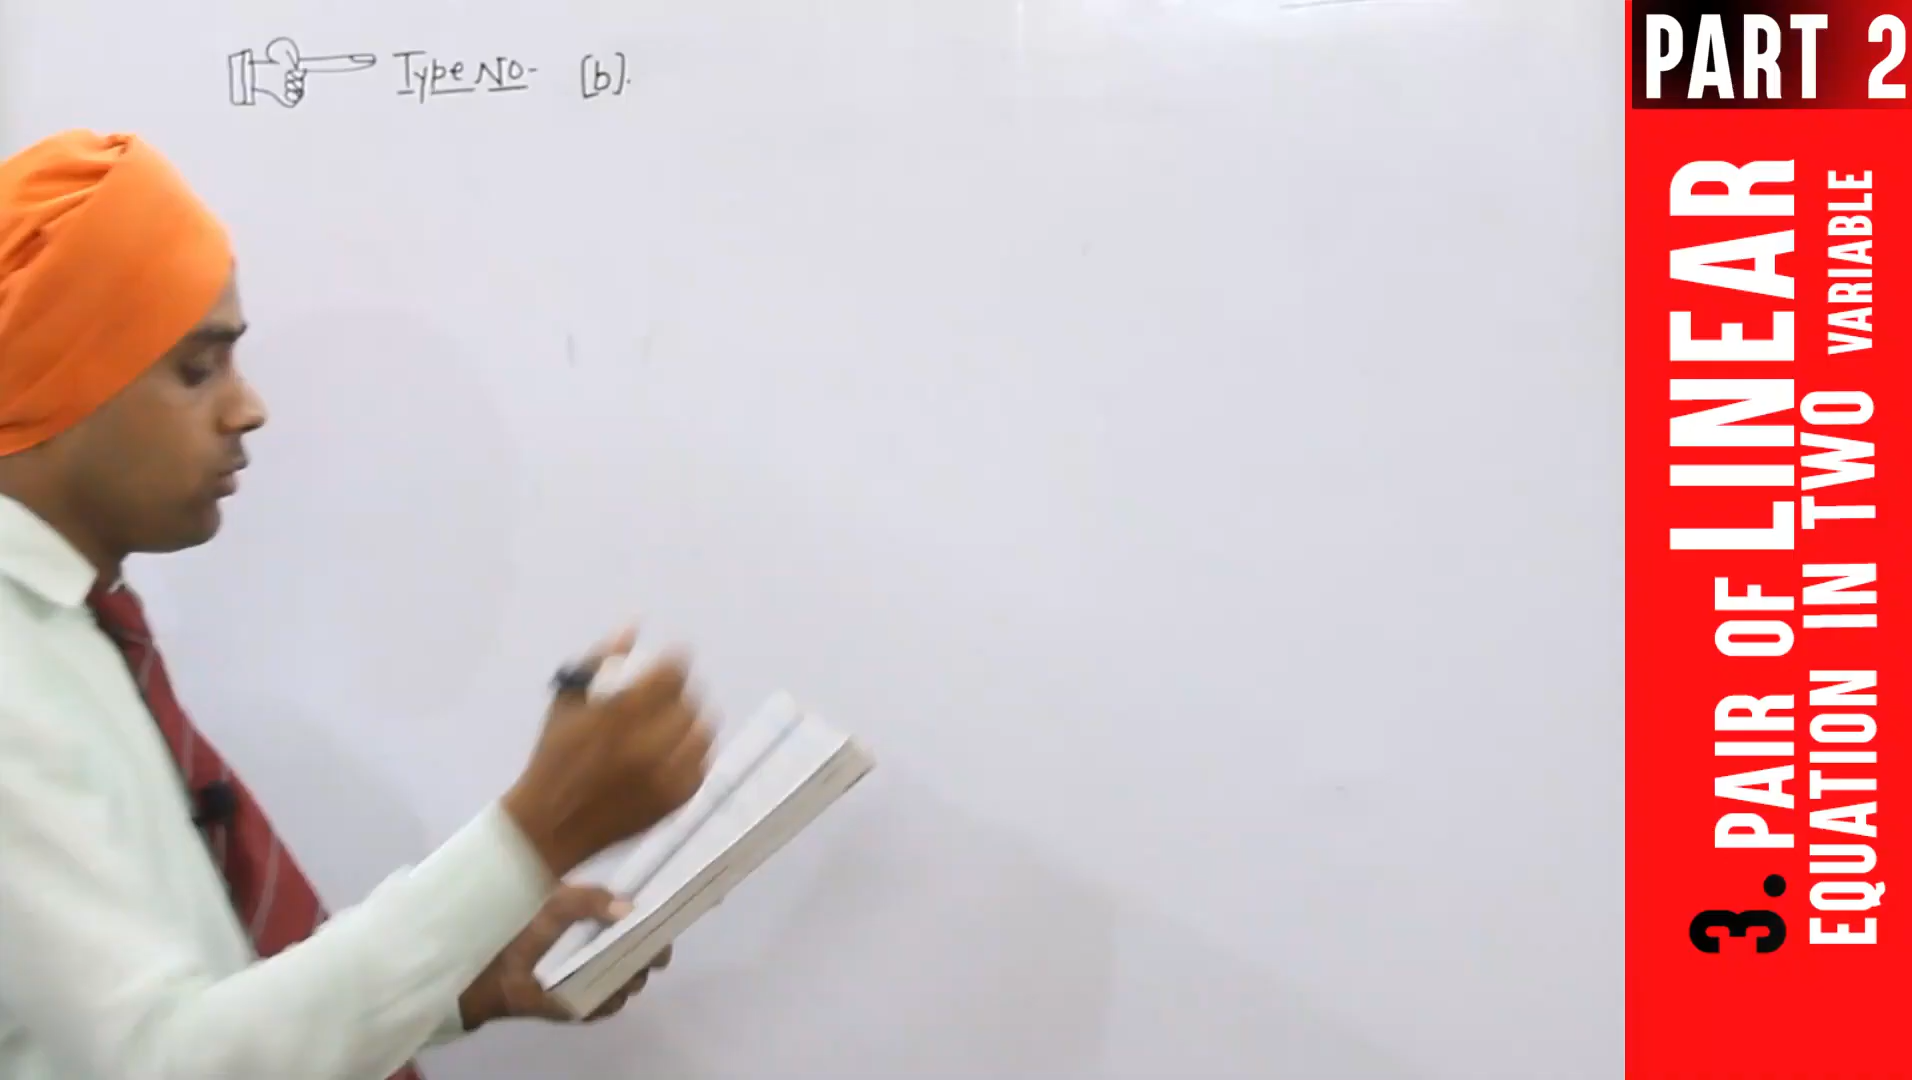 Type NO- [b].
PART 2
3. PAIR OF LINEAR
EQUATION IN TWO VARIABLE